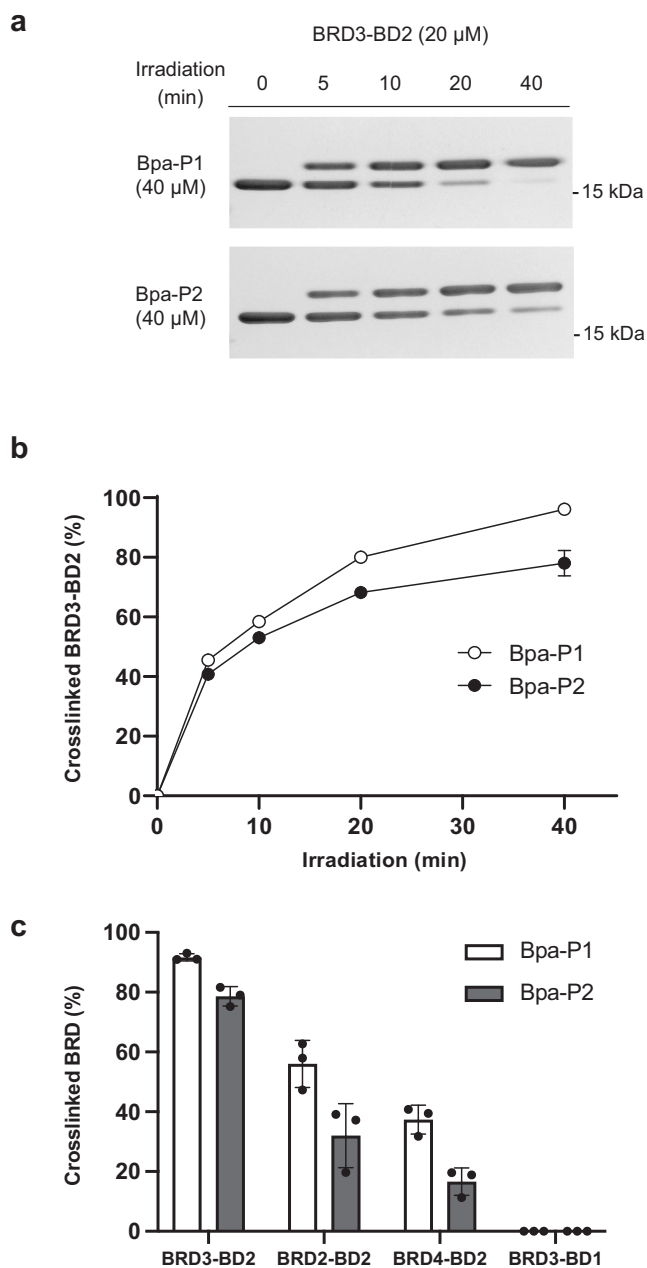 a
BRD3-BD2 (20 µM)
Irradiation
(min)
0 5 10 20 40
Bpa-P1
(40 µM)
15 kDa
Bpa-P2
(40 µM)
15 kDa
b
Crosslinked BRD3-BD2 (%)
100
80
60
40
20
0
Bpa-P1
Bpa-P2
0 10 20 30 40
Irradiation (min)
c
Crosslinked BRD (%)
100
80
60
40
20
0
Bpa-P1
Bpa-P2
BRD3-BD2 BRD2-BD2 BRD4-BD2 BRD3-BD1